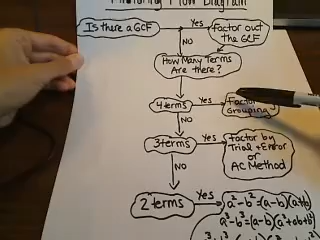 Factoring Flow Diagram
Is there a GCF
Yes
Factor out
the GCF
NO
How Many Terms
Are there?
4 terms
Yes
Factor
Grouping
NO
3 terms
Yes
Factor by
Trial + Error
or
AC Method
NO
2 terms
Yes
a²-b²=(a-b)(a+b)
a³-b³=(a-b)(a²+ab+b²)